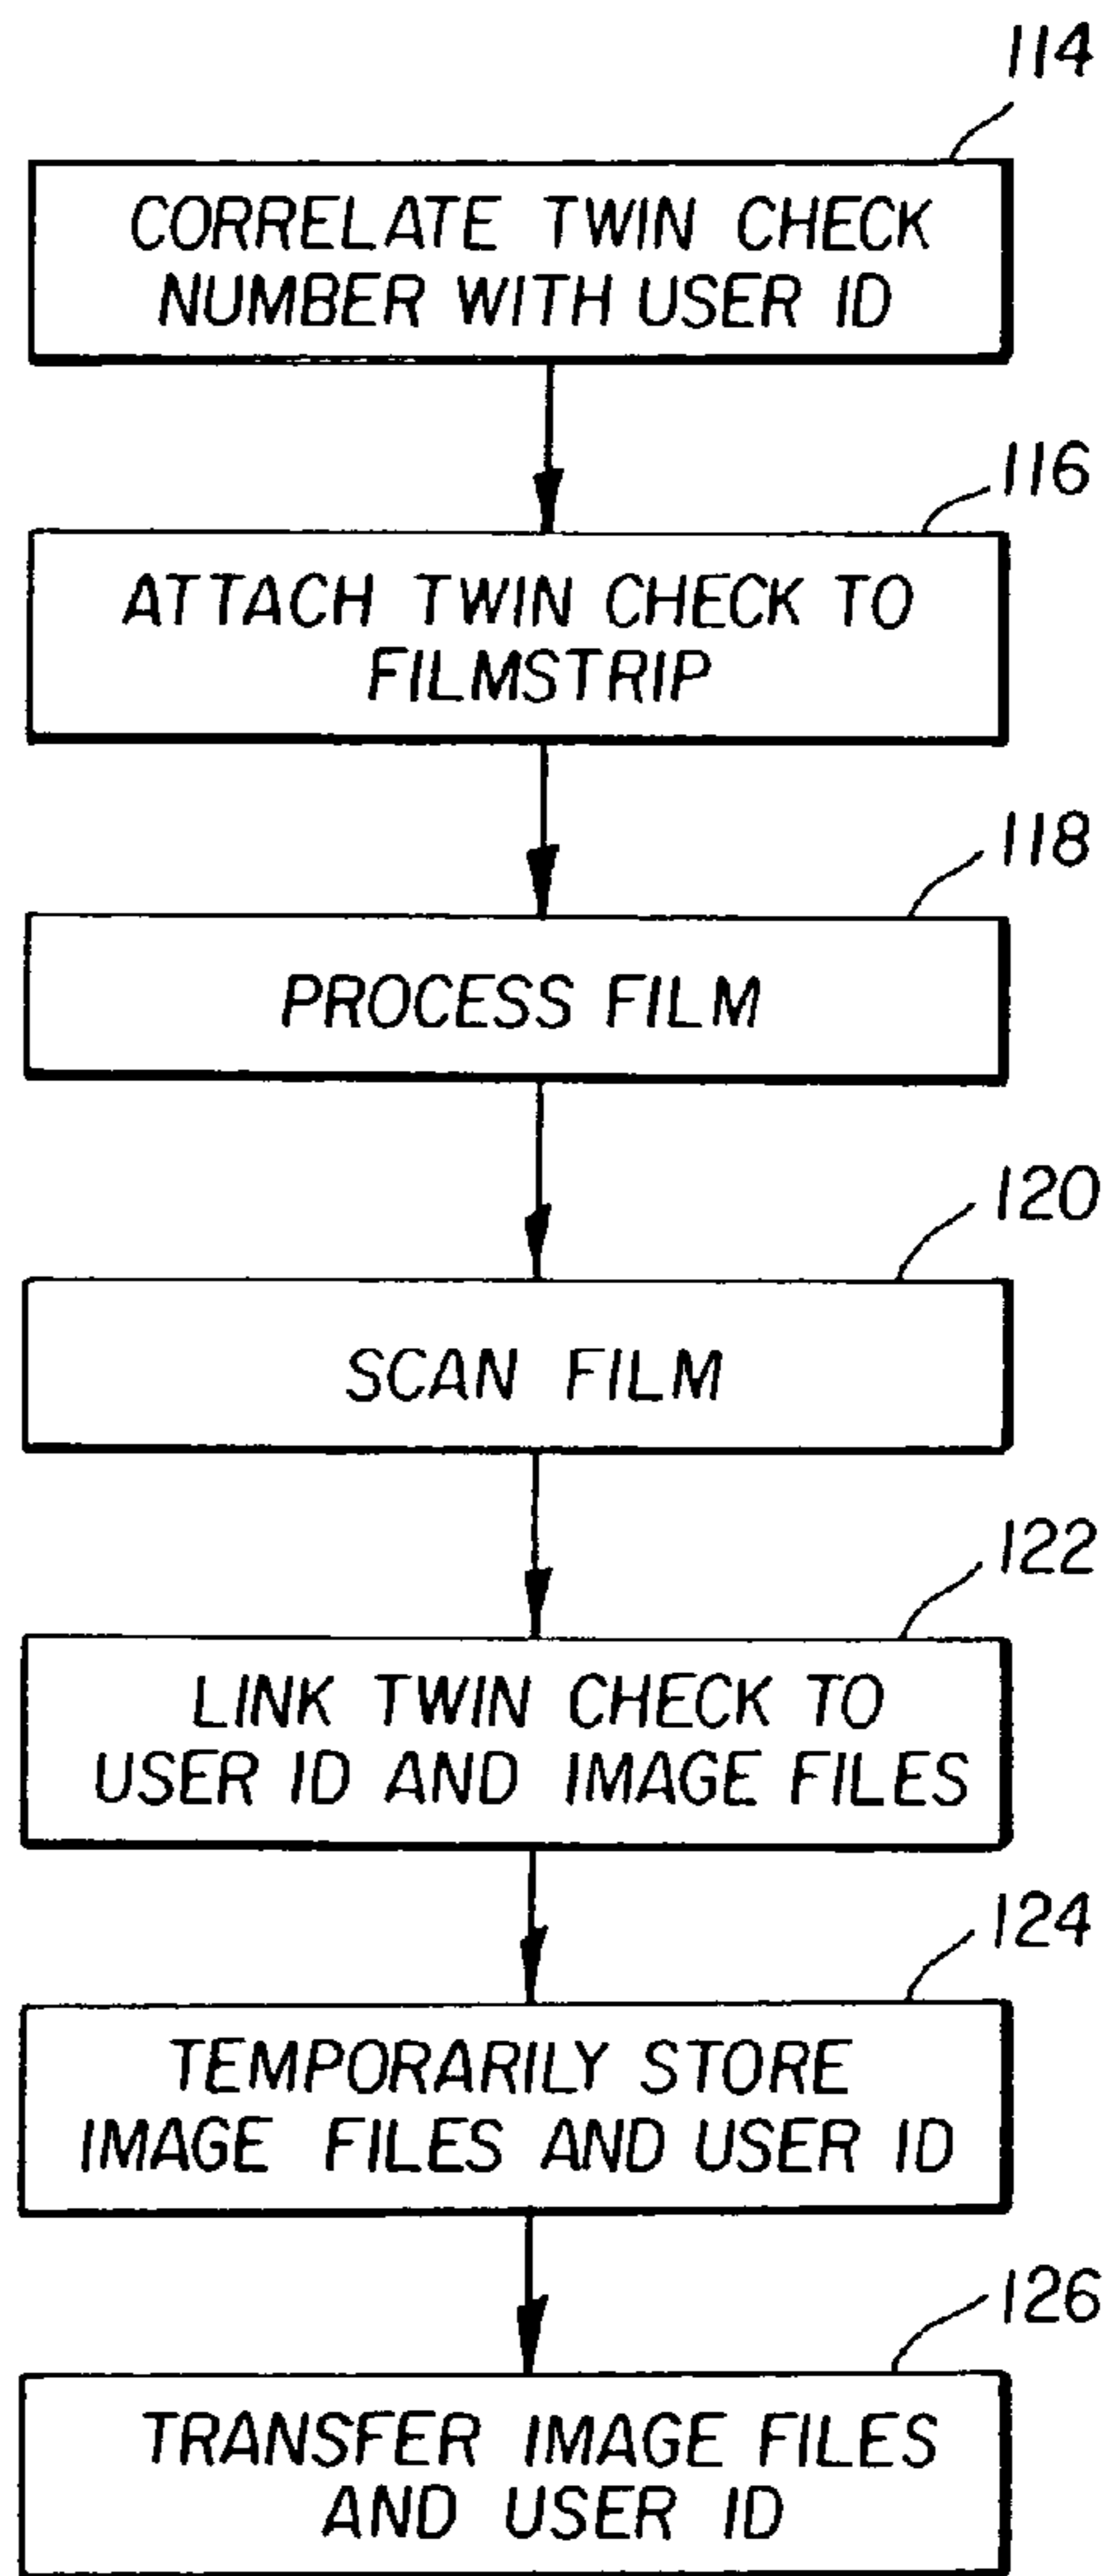 114
CORRELATE TWIN CHECK
NUMBER WITH USER ID
116
ATTACH TWIN CHECK TO
FILMSTRIP
118
PROCESS FILM
120
SCAN FILM
122
LINK TWIN CHECK TO
USER ID AND IMAGE FILES
124
TEMPORARILY STORE
IMAGE FILES AND USER ID
126
TRANSFER IMAGE FILES
AND USER ID